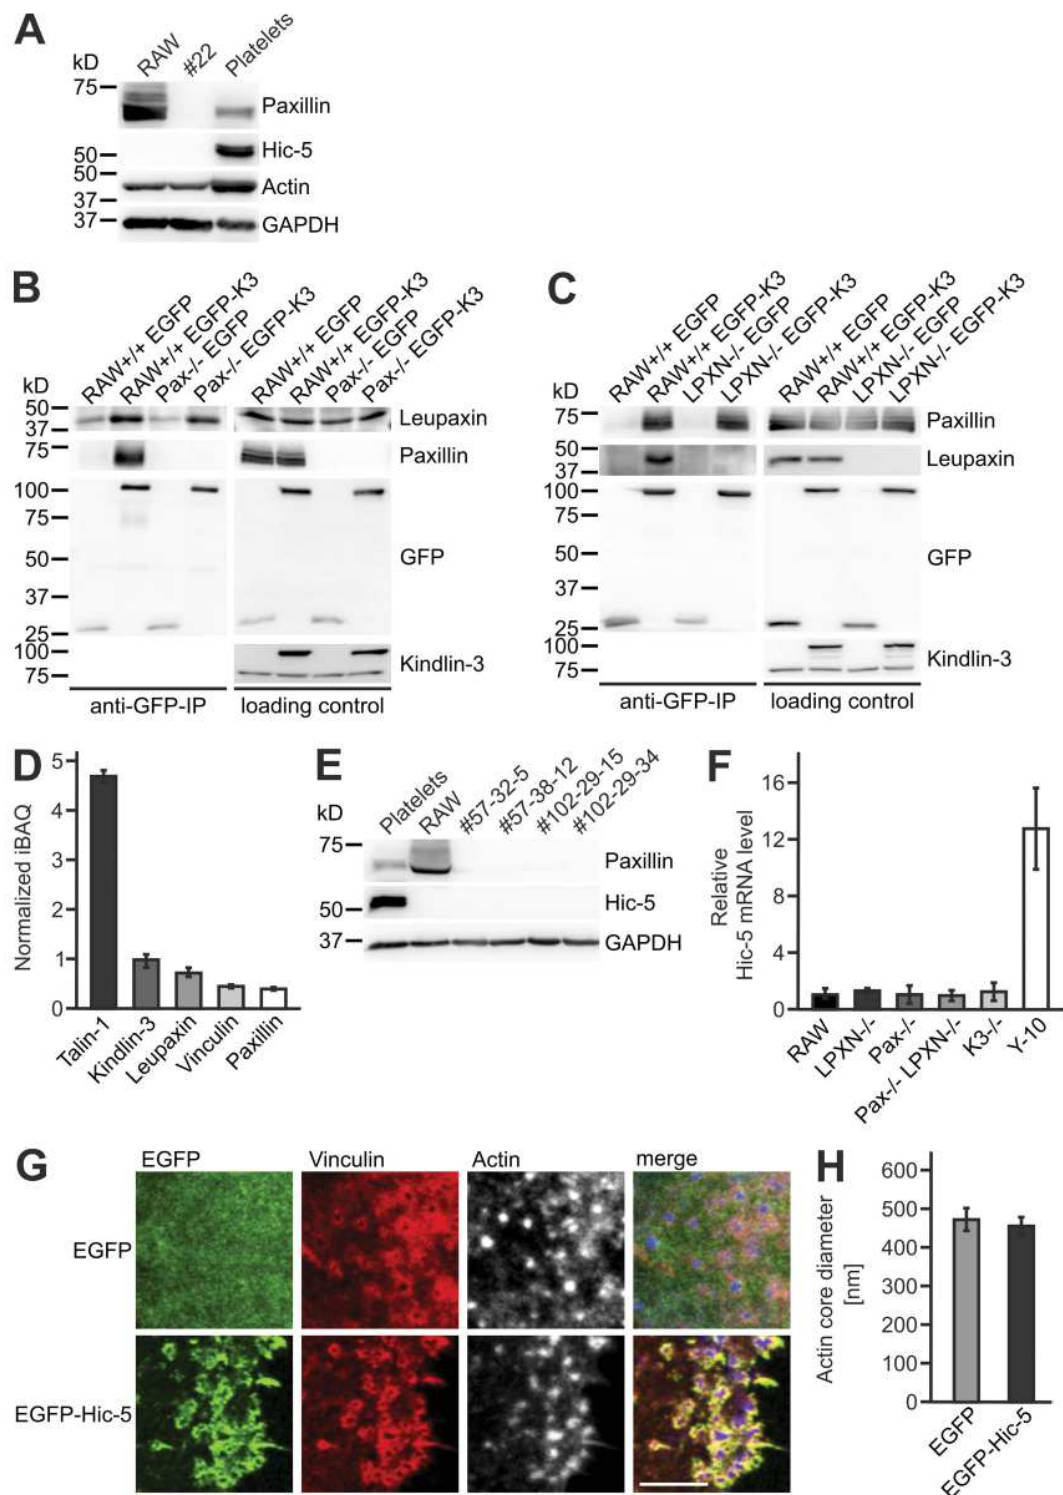 A
kD
RAW
#22
Platelets
75
Paxillin
50
Hic-5
50
Actin
37
37
GAPDH
B
kD
RAW+/+ EGFP
RAW+/+ EGFP-K3
Pax-/- EGFP
Pax-/- EGFP-K3
RAW+/+ EGFP
RAW+/+ EGFP-K3
Pax-/- EGFP
Pax-/- EGFP-K3
50
37
Leupaxin
75
Paxillin
100
75
50
GFP
37
25
100
75
Kindlin-3
anti-GFP-IP
loading control
C
kD
RAW+/+ EGFP
RAW+/+ EGFP-K3
LPXN-/- EGFP
LPXN-/- EGFP-K3
RAW+/+ EGFP
RAW+/+ EGFP-K3
LPXN-/- EGFP
LPXN-/- EGFP-K3
75
Paxillin
50
37
Leupaxin
100
75
50
GFP
37
25
100
75
Kindlin-3
anti-GFP-IP
loading control
D
Normalized iBAQ
5
4
3
2
1
0
Talin-1
Kindlin-3
Leupaxin
Vinculin
Paxillin
E
kD
Platelets
RAW
#57-32-5
#57-38-12
#102-29-15
#102-29-34
75
Paxillin
50
Hic-5
37
GAPDH
F
Relative
Hic-5 mRNA level
16
12
8
4
0
RAW
LPXN-/-
Pax-/-
Pax-/- LPXN-/-
K3-/-
Y-10
G
EGFP
Vinculin
Actin
merge
EGFP
EGFP-Hic-5
H
Actin core diameter
[nm]
600
500
400
300
200
100
0
EGFP
EGFP-Hic-5